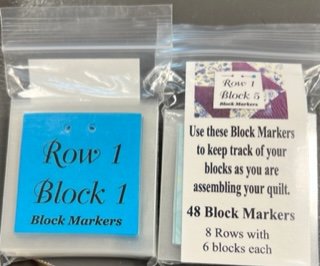 Row 1
Block 1
Block Markers
Row 1
Block 5
Block Markers
Use these Block Markers
to keep track of your
blocks as you are
assembling your quilt.
48 Block Markers
8 Rows with
6 blocks each